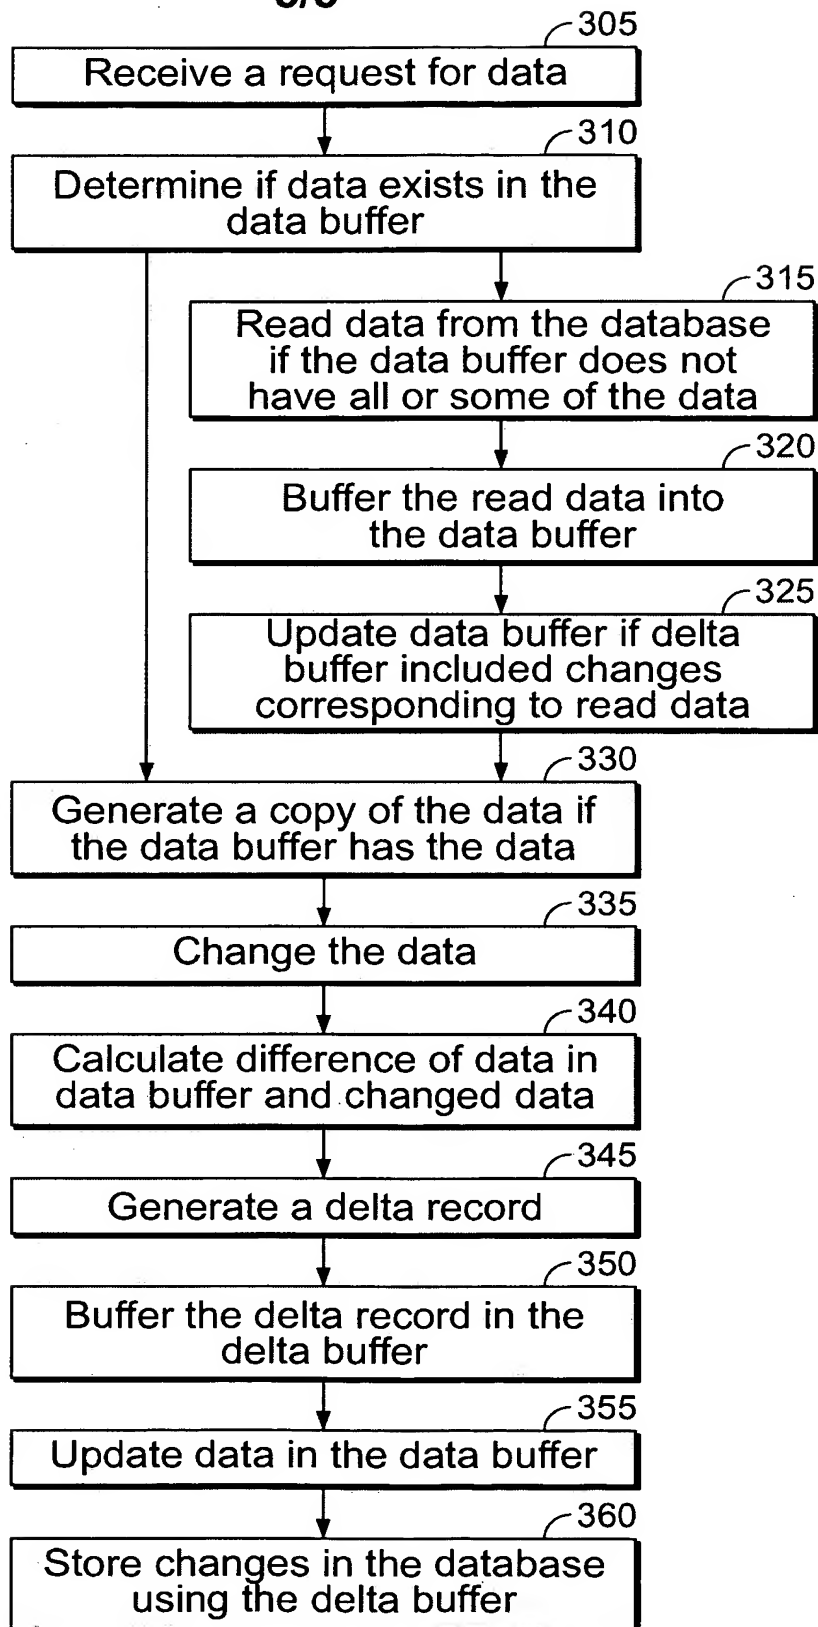 305
Receive a request for data
310
Determine if data exists in the
data buffer
315
Read data from the database
if the data buffer does not
have all or some of the data
320
Buffer the read data into
the data buffer
325
Update data buffer if delta
buffer included changes
corresponding to read data
330
Generate a copy of the data if
the data buffer has the data
335
Change the data
340
Calculate difference of data in
data buffer and changed data
345
Generate a delta record
350
Buffer the delta record in the
delta buffer
355
Update data in the data buffer
360
Store changes in the database
using the delta buffer